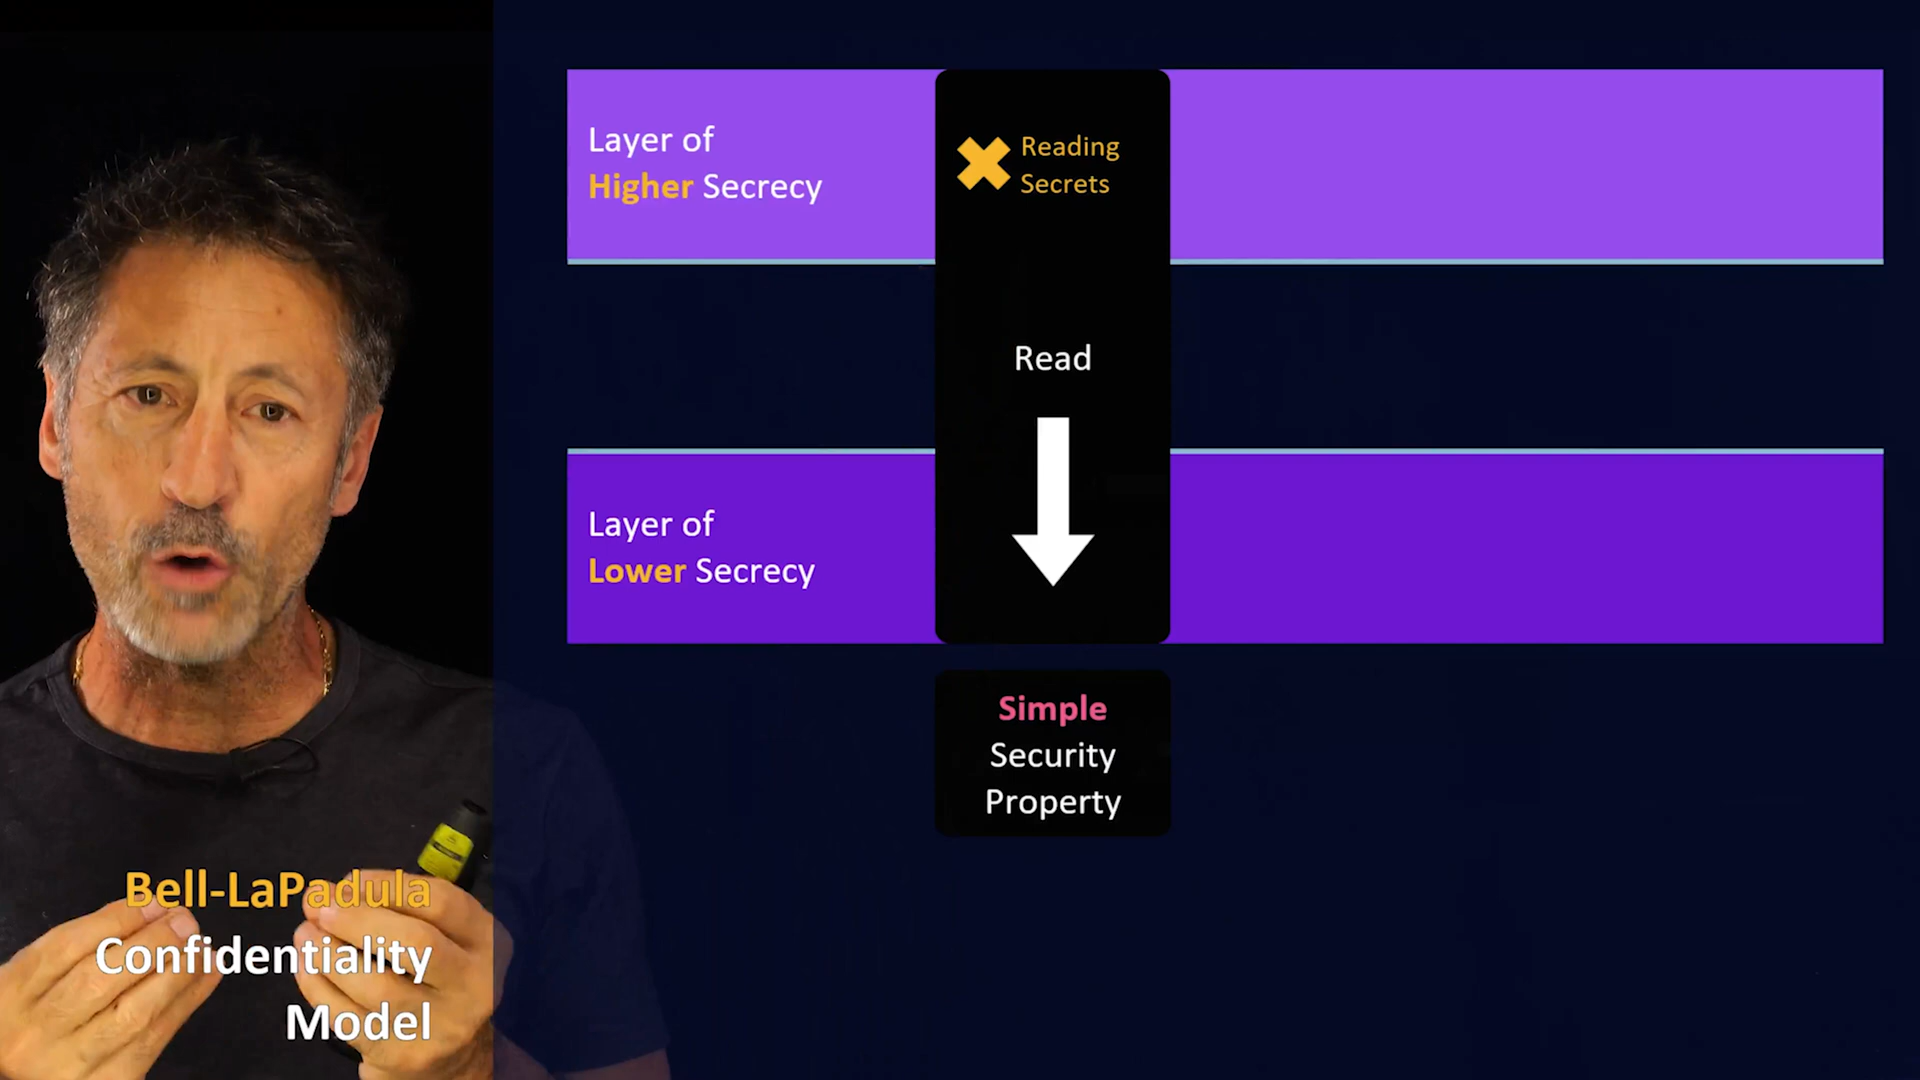 Layer of
Higher Secrecy
Reading
Secrets
Read
Layer of
Lower Secrecy
Simple
Security
Property
Bell-LaPadula
Confidentiality
Model